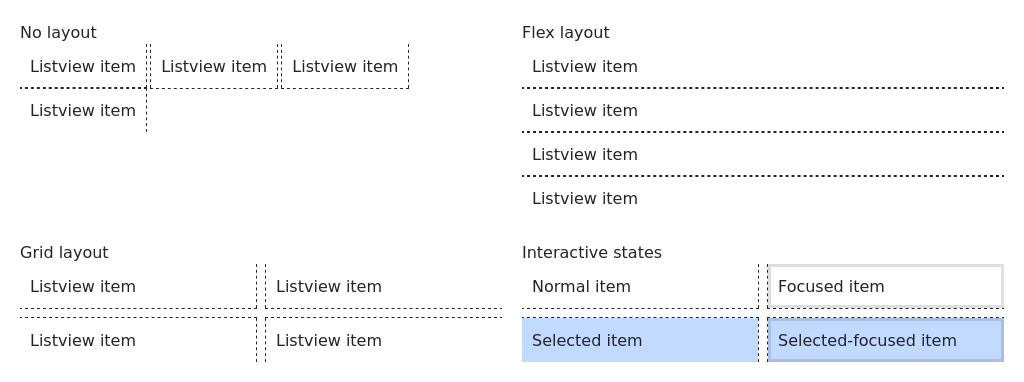 No layout
Listview item Listview item Listview item
Listview item
Flex layout
Listview item
Listview item
Listview item
Listview item
Grid layout
Listview item Listview item
Listview item Listview item
Interactive states
Normal item Focused item
Selected item Selected-focused item